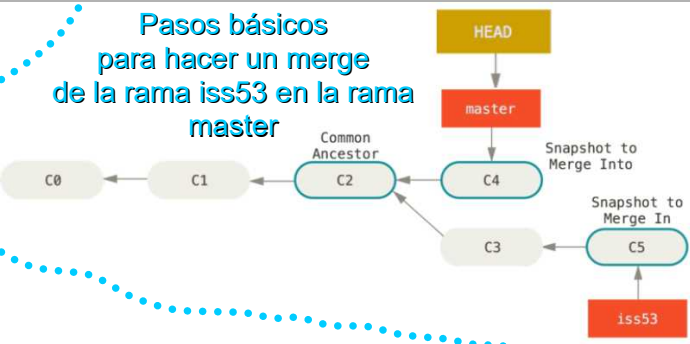 Pasos básicos
para hacer un merge
de la rama iss53 en la rama
master
HEAD
master
Common
Ancestor
Snapshot to
Merge Into
C0
C1
C2
C4
Snapshot to
Merge In
C3
C5
iss53